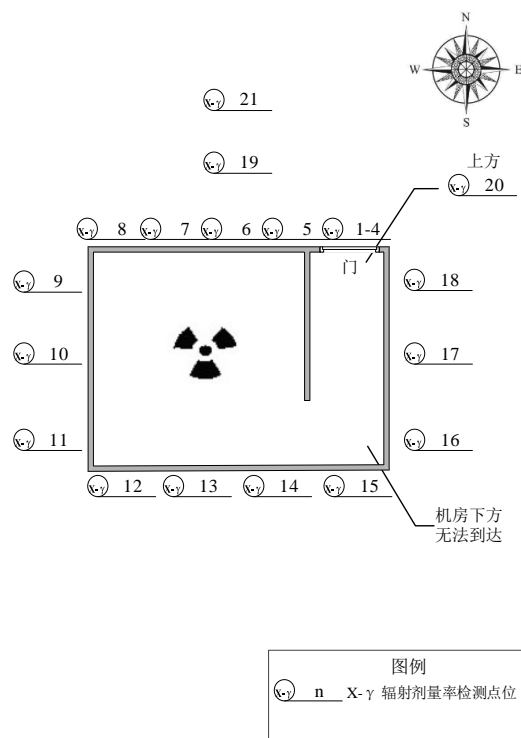 N
W E
S
X-γ 21
X-γ 19
上方
X-γ 20
X-γ 8 X-γ 7 X-γ 6 X-γ 5 X-γ 1-4
门
X-γ 9 X-γ 18
X-γ 10 X-γ 17
X-γ 11 X-γ 16
X-γ 12 X-γ 13 X-γ 14 X-γ 15
机房下方
无法到达
图例
X-γ n X-γ 辐射剂量率检测点位